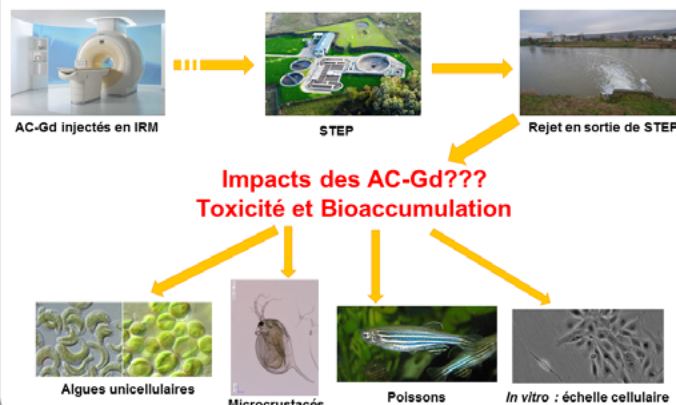 AC-Gd injectés en IRM
STEP
Rejet en sortie de STEP
Impacts des AC-Gd???
Toxicité et Bioaccumulation
Algues unicellulaires
Microcrustacés
Poissons
In vitro : échelle cellulaire